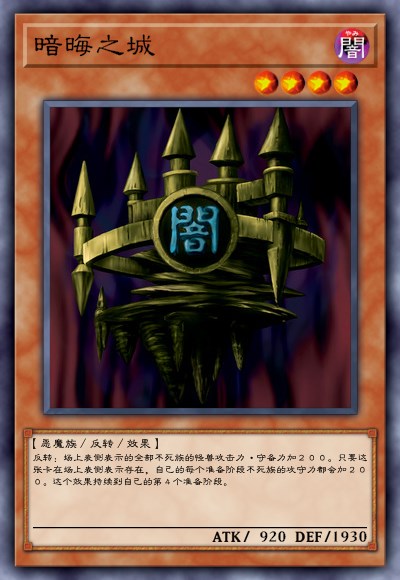 暗晦之城
やみ
闇
闇
【恶魔族／反转／效果】
反转：场上表侧表示的全部不死族的怪兽攻击力·守备力加２００。只要这
张卡在场上表侧表示存在，自己的每个准备阶段不死族的攻守力都会加２０
０。这个效果持续到自己的第４个准备阶段。
ATK/ 920 DEF/1930